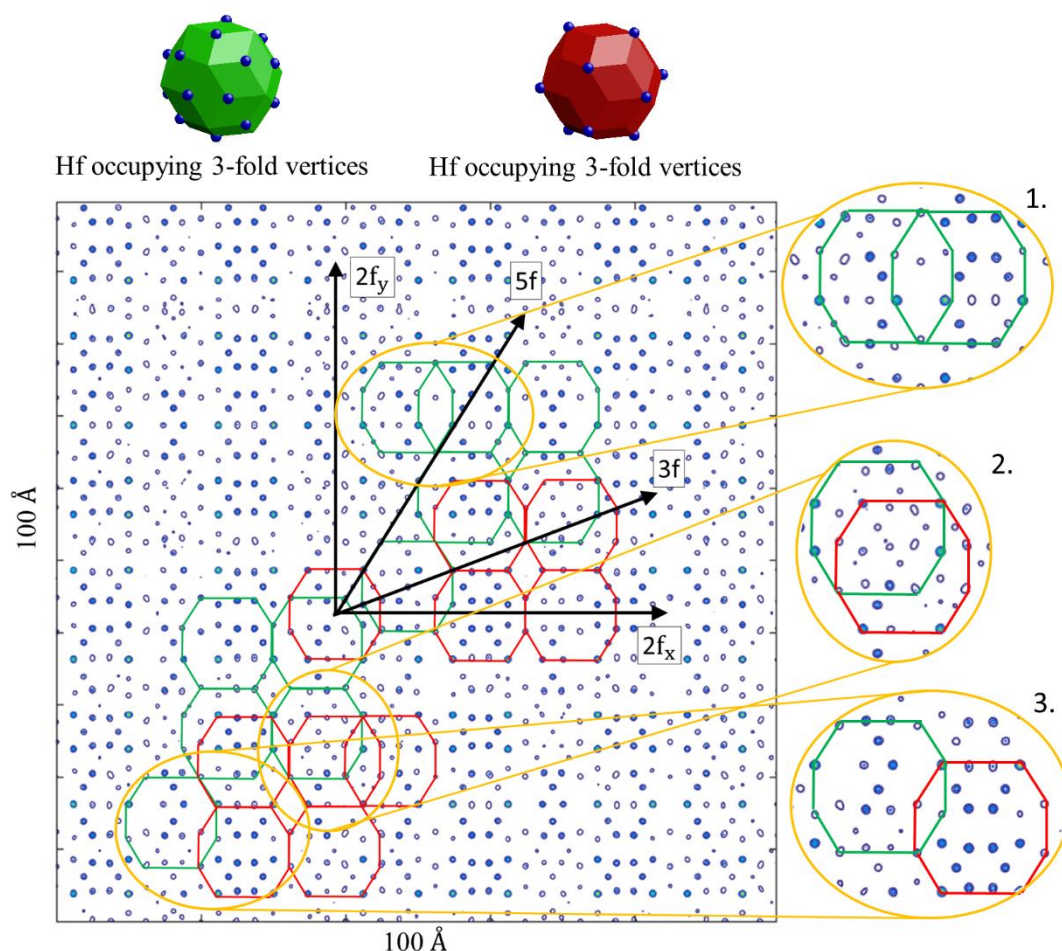 Hf occupying 3-fold vertices
Hf occupying 3-fold vertices
1.
2f_y
5f
2.
3f
100 Å
2f_x
3.
100 Å